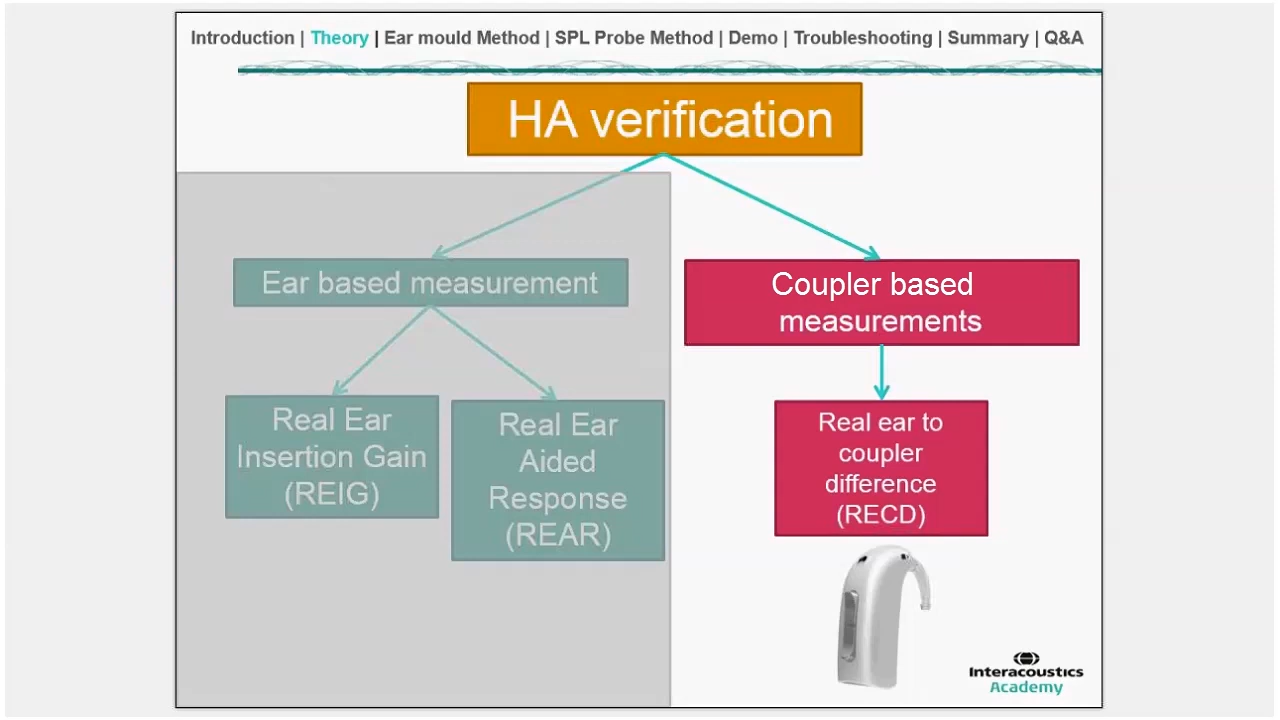 Introduction | Theory | Ear mould Method | SPL Probe Method | Demo | Troubleshooting | Summary | Q&A
HA verification
Ear based measurement
Real Ear
Insertion Gain
(REIG)
Real Ear
Aided
Response
(REAR)
Coupler based
measurements
Real ear to
coupler
difference
(RECD)
Interacoustics
Academy